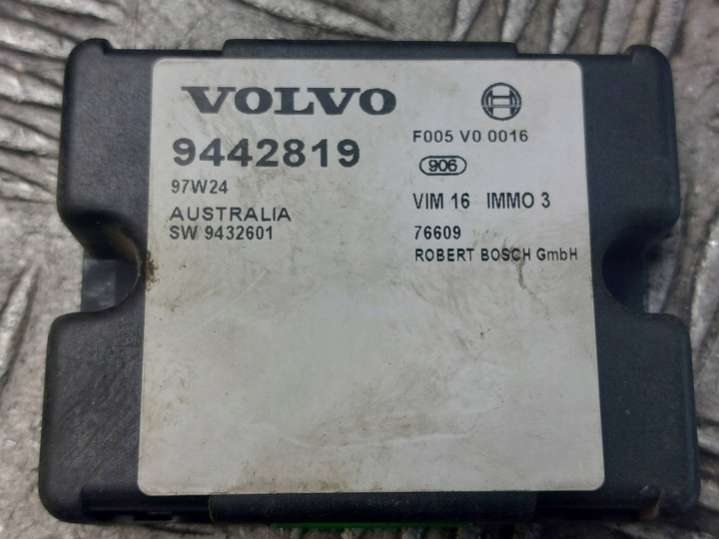 VOLVO
9442819
97W24
AUSTRALIA
SW 9432601
F005 V0 0016
906
VIM 16 IMMO 3
76609
ROBERT BOSCH GmbH